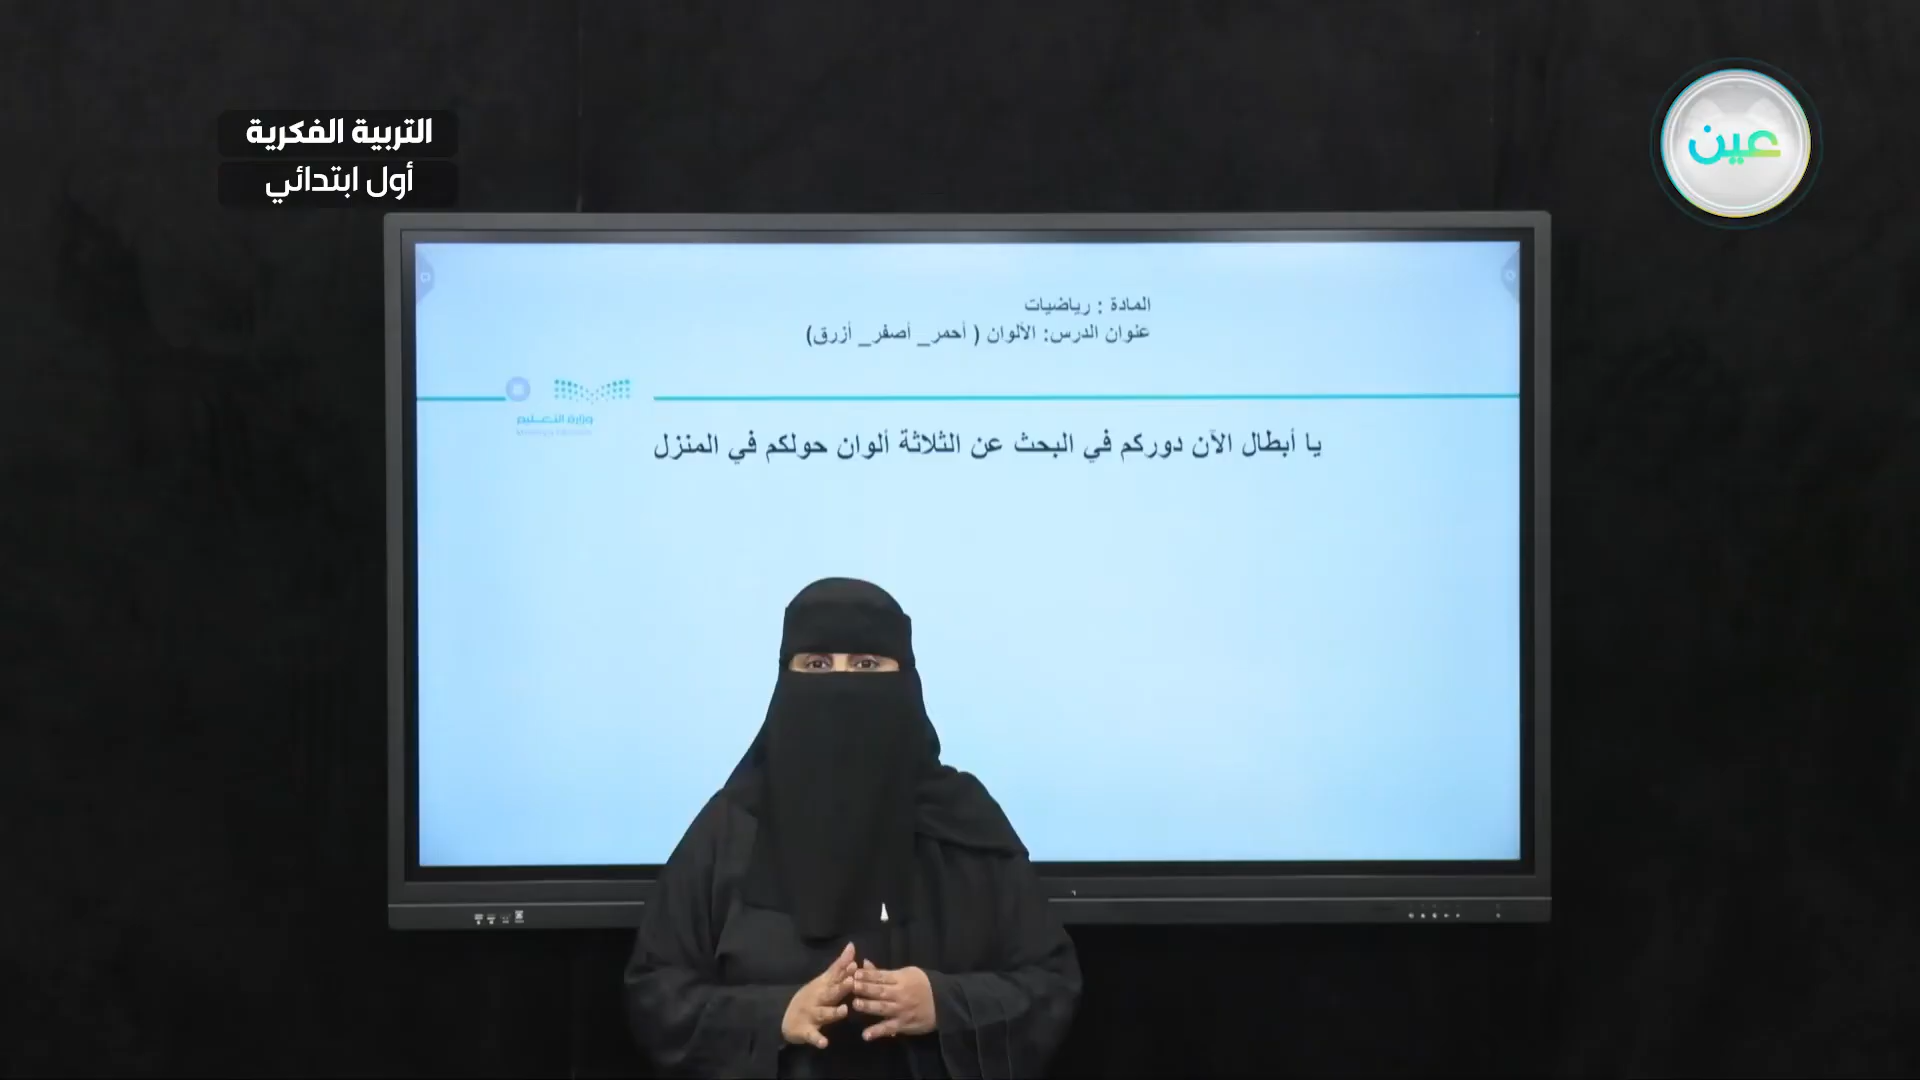 التربية الفكرية
أول ابتدائي
عين
المادة : رياضيات
عنوان الدرس: الألوان ( أحمر_ أصفر_ أزرق)
وزارة التعليم
يا أبطال الآن دوركم في البحث عن الثلاثة ألوان حولكم في المنزل